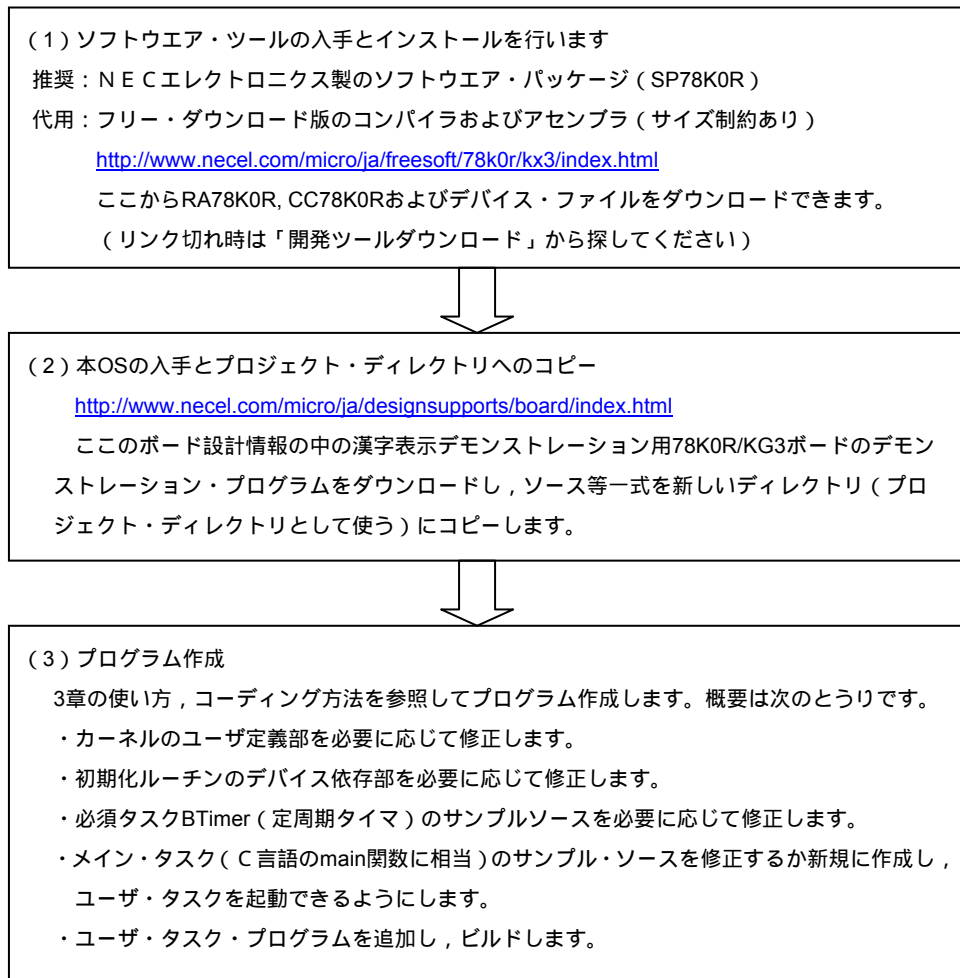 （1）ソフトウエア・ツールの入手とインストールを行います
推奨：ＮＥＣエレクトロニクス製のソフトウエア・パッケージ（SP78K0R）
代用：フリー・ダウンロード版のコンパイラおよびアセンブラ（サイズ制約あり）
http://www.necel.com/micro/ja/freesoft/78k0r/kx3/index.html
ここからRA78K0R, CC78K0Rおよびデバイス・ファイルをダウンロードできます。
（リンク切れ時は「開発ツールダウンロード」から探してください）
（2）本OSの入手とプロジェクト・ディレクトリへのコピー
http://www.necel.com/micro/ja/designsupports/board/index.html
ここのボード設計情報の中の漢字表示デモンストレーション用78K0R/KG3ボードのデモン
ストレーション・プログラムをダウンロードし，ソース等一式を新しいディレクトリ（プロ
ジェクト・ディレクトリとして使う）にコピーします。
（3）プログラム作成
3章の使い方，コーディング方法を参照してプログラム作成します。概要は次のとうりです。
・カーネルのユーザ定義部を必要に応じて修正します。
・初期化ルーチンのデバイス依存部を必要に応じて修正します。
・必須タスクBTimer（定周期タイマ）のサンプルソースを必要に応じて修正します。
・メイン・タスク（Ｃ言語のmain関数に相当）のサンプル・ソースを修正するか新規に作成し，
ユーザ・タスクを起動できるようにします。
・ユーザ・タスク・プログラムを追加し，ビルドします。